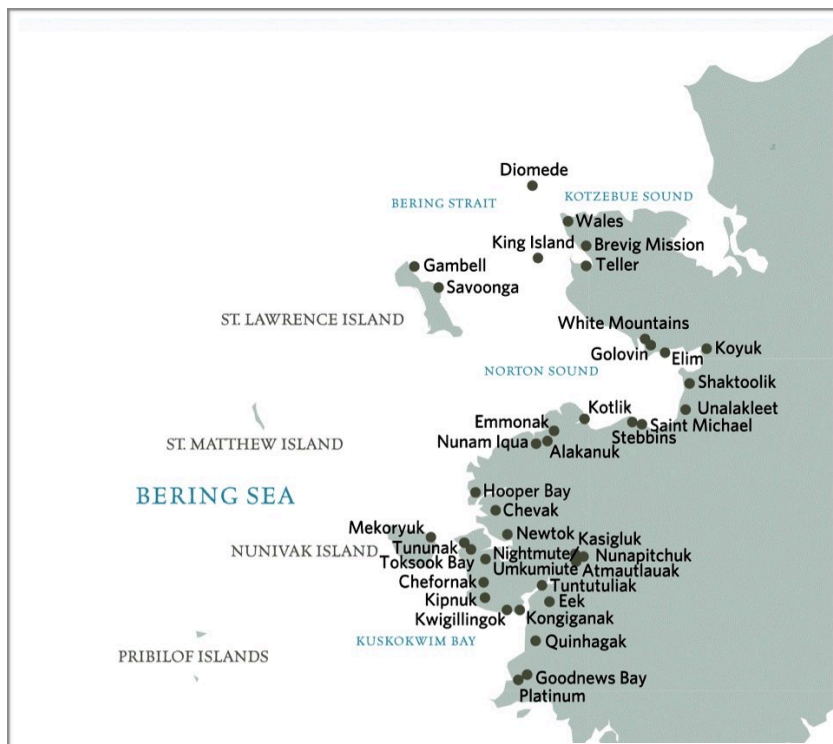 Diomede
BERING STRAIT
KOTZEBUE SOUND
Wales
King Island
Brevig Mission
Gambell
Teller
Savoonga
ST. LAWRENCE ISLAND
White Mountains
Golovin
Elim
Koyuk
NORTON SOUND
Shaktoolik
Kotlik
Unalakleet
Emmonak
Saint Michael
Stebbins
ST. MATTHEW ISLAND
Nunam Iqua
Alakanuk
BERING SEA
Hooper Bay
Chevak
Mekoryuk
Newtok
Kasigluk
NUNIVAK ISLAND
Tununak
Nightmute/
Nunapitchuk
Toksook Bay
Umkumiute
Atmautlauak
Chefornak
Tuntutuliak
Kipnuk
Eek
Kwigillingok
Kongiganak
KUSKOKWIM BAY
Quinhagak
PRIBILOF ISLANDS
Goodnews Bay
Platinum